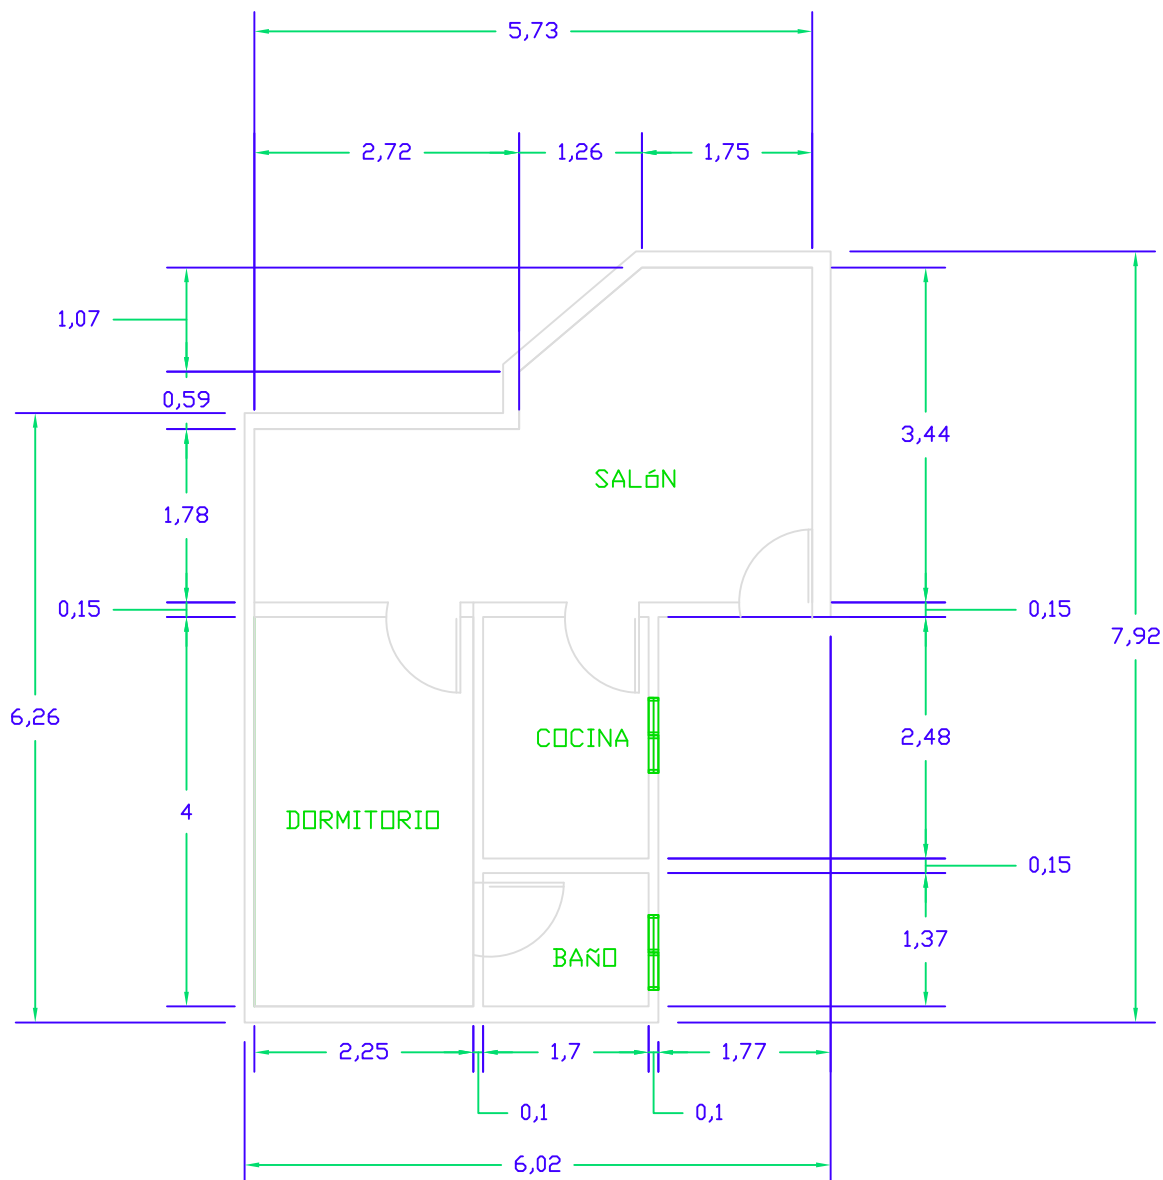 5,73
2,72 1,26 1,75
1,07
0,59
3,44
SALóN
1,78
0,15 0,15
7,92
6,26
COCINA 2,48
4 DORMITORIO
0,15
1,37
BAÑO
2,25 1,7 1,77
0,1 0,1
6,02